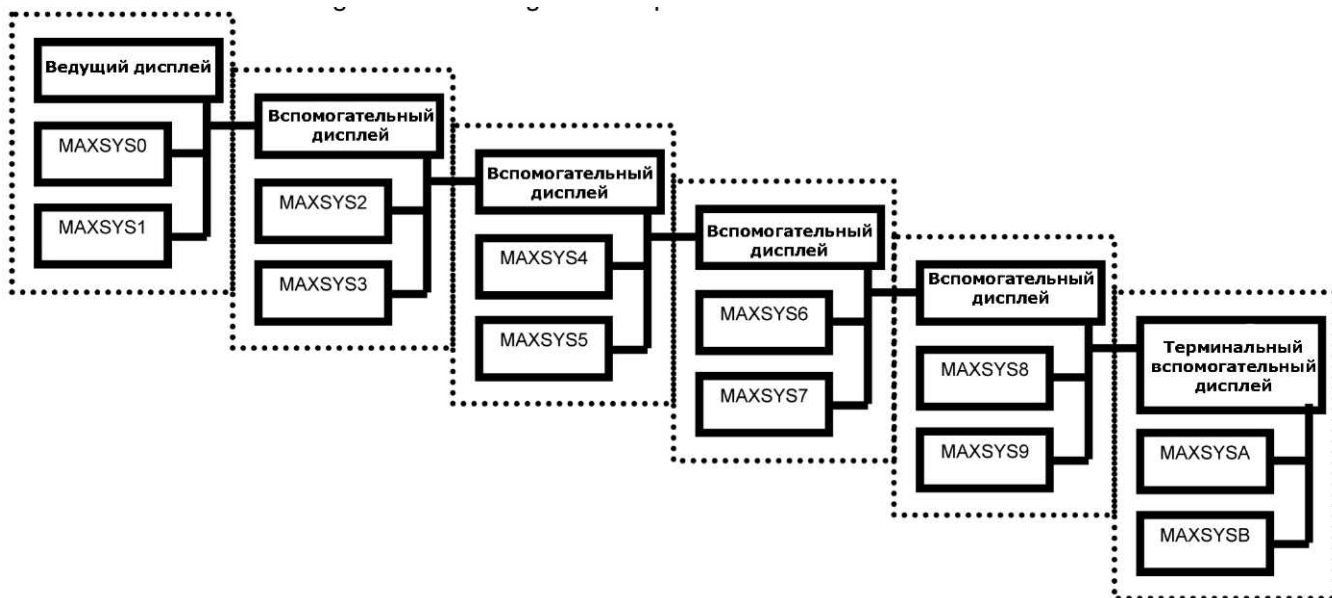 Ведущий дисплей
MAXSYS0
MAXSYS1
Вспомогательный
дисплей
MAXSYS2
MAXSYS3
Вспомогательный
дисплей
MAXSYS4
MAXSYS5
Вспомогательный
дисплей
MAXSYS6
MAXSYS7
Вспомогательный
дисплей
MAXSYS8
MAXSYS9
Терминальный
вспомогательный
дисплей
MAXSYSA
MAXSYSB